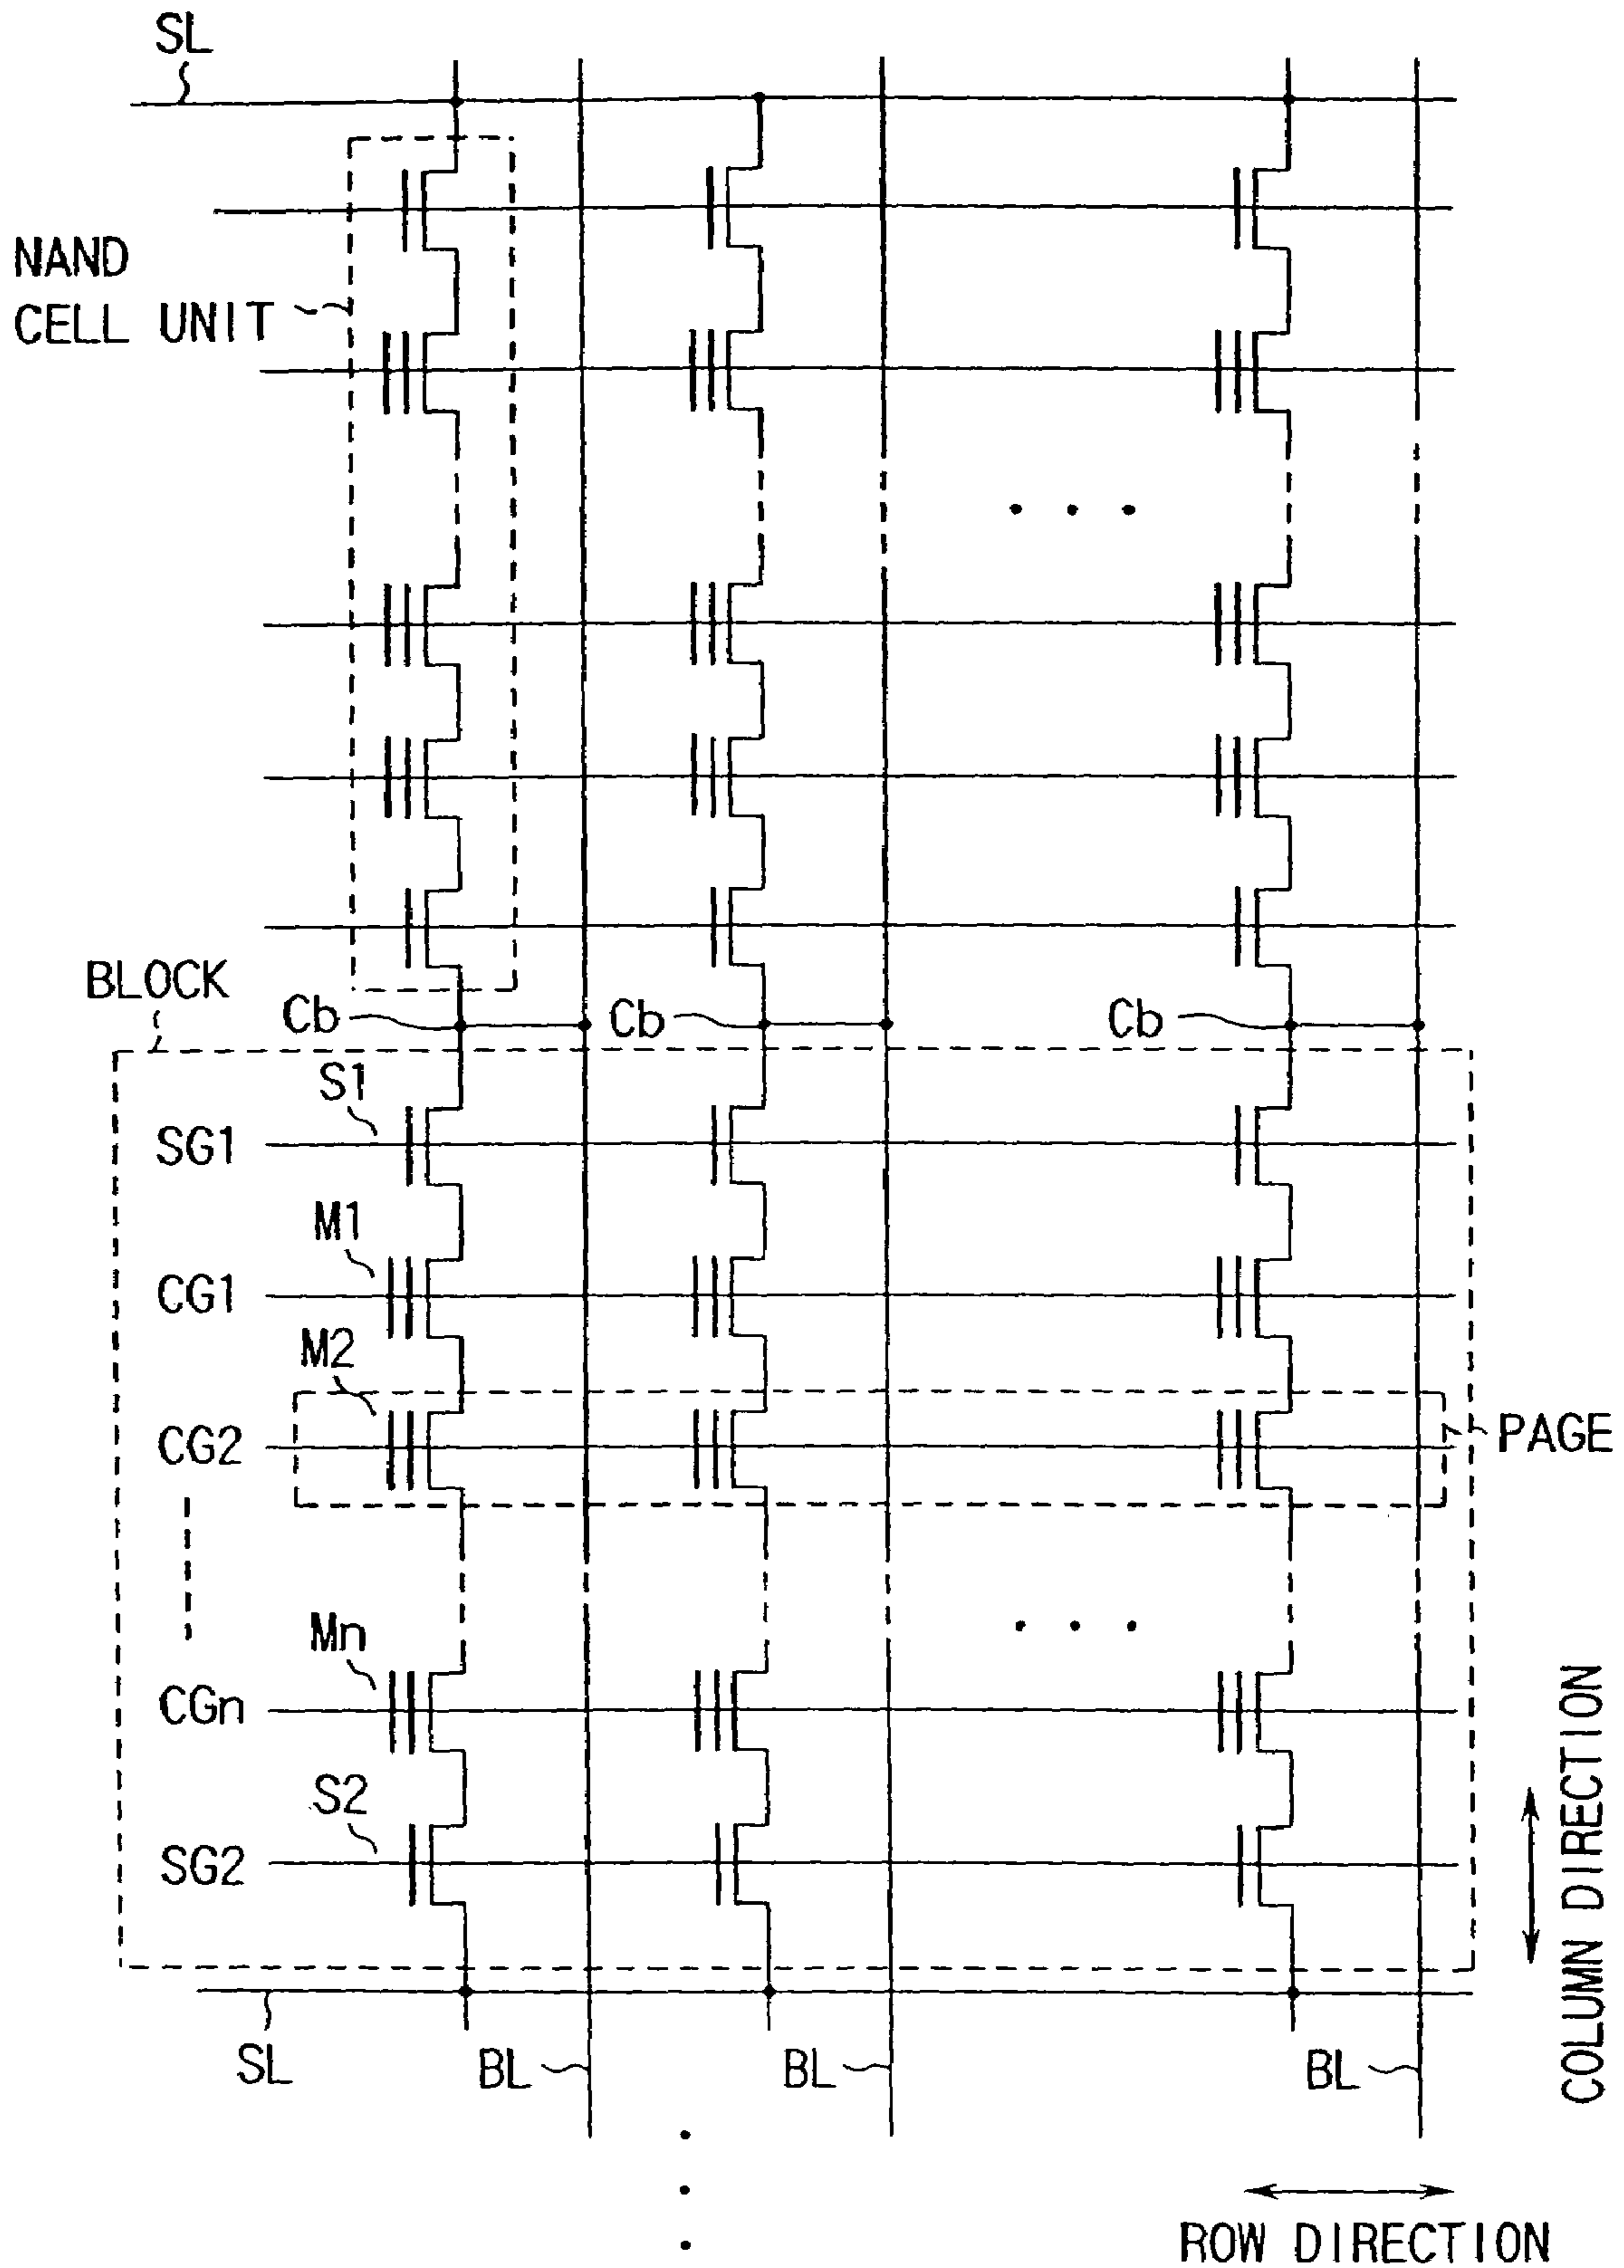 SL
NAND
CELL UNIT
BLOCK
Cb
Cb
Cb
S1
SG1
M1
CG1
M2
CG2
PAGE
Mn
CGn
S2
SG2
COLUMN DIRECTION
SL
BL
BL
BL
ROW DIRECTION